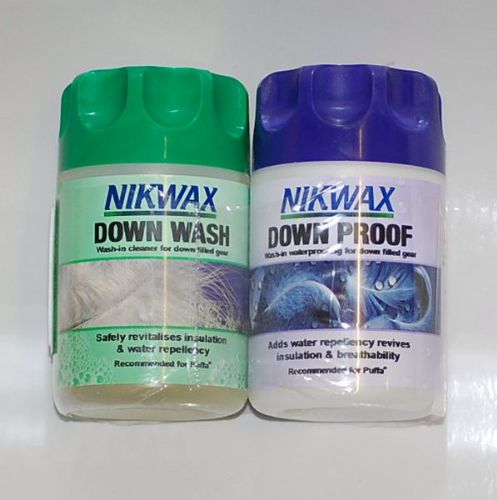 NIKWAX
DOWN WASH
Wash-in cleaner for down filled gear
Safely revitalises insulation
& water repellency
Recommended for Puffa*
NIKWAX
DOWN PROOF
Wash-in waterproofing for down filled gear
Adds water repellency revives
insulation & breathability
Recommended for Puffa*